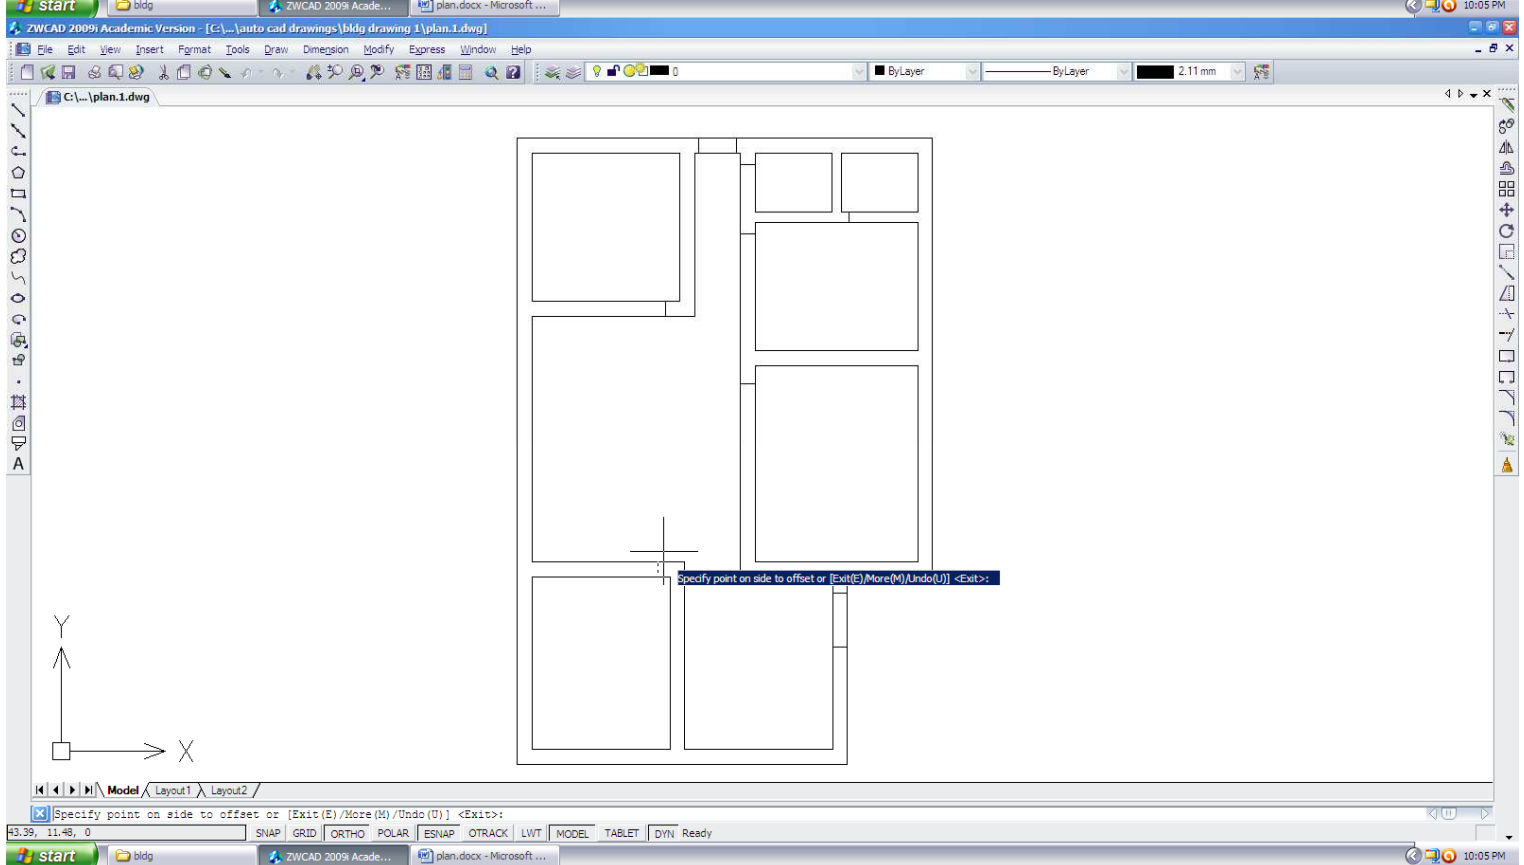 start bldg ZWCAD 2009i Acade... plan.docx - Microsoft ... 10:05 PM
ZWCAD 2009i Academic Version - [C:\...\auto cad drawings\bldg drawing 1\plan.1.dwg]
File Edit View Insert Format Tools Draw Dimension Modify Express Window Help
0 ByLayer ByLayer 2.11 mm
C:\...\plan.1.dwg
A
Specify point on side to offset or [Exit(E)/More(M)/Undo(U)] <Exit>:
Y
X
Model Layout1 Layout2
Specify point on side to offset or [Exit(E)/More(M)/Undo(U)] <Exit>:
43.39, 11.48, 0 SNAP GRID ORTHO POLAR ESNAP OTRACK LWT MODEL TABLET DYN Ready
start bldg ZWCAD 2009i Acade... plan.docx - Microsoft ... 10:05 PM